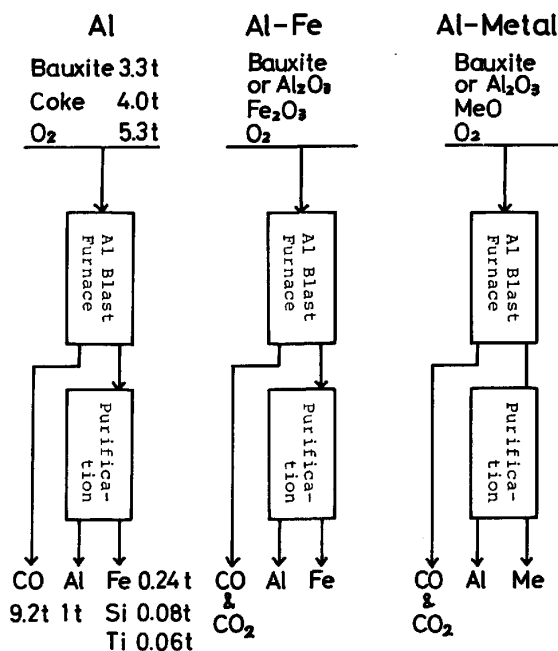 Al
Bauxite 3.3t
Coke 4.0t
O₂ 5.3t
Al Blast
Furnace
Purifica-
tion
CO Al Fe 0.24t
9.2t 1t Si 0.08t
Ti 0.06t
Al-Fe
Bauxite
or Al₂O₃
Fe₂O₃
O₂
Al Blast
Furnace
Purifica-
tion
CO Al Fe
&
CO₂
Al-Metal
Bauxite
or Al₂O₃
MeO
O₂
Al Blast
Furnace
Purifica-
tion
CO Al Me
&
CO₂